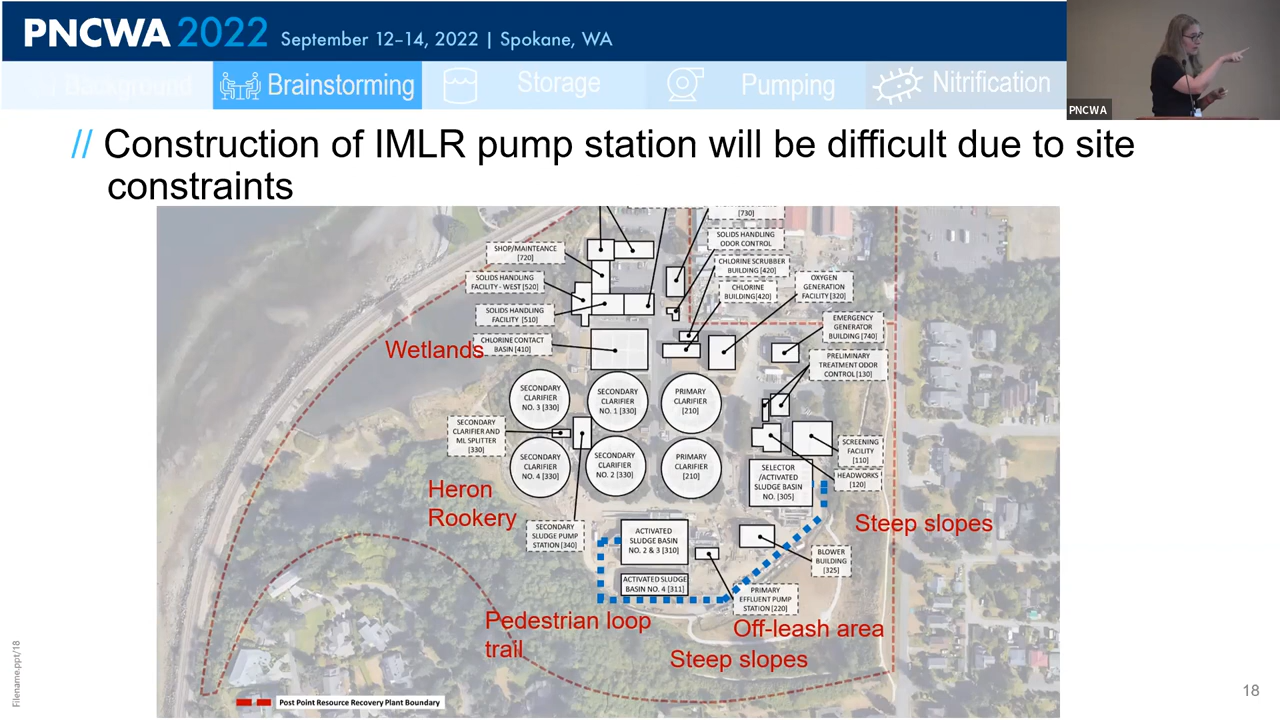 PNCWA 2022 September 12–14, 2022 | Spokane, WA
PNCWA
Background
Brainstorming
Storage
Pumping
Nitrification
// Construction of IMLR pump station will be difficult due to site
constraints
[730]
SHOP/MAINTEANCE
[720]
SOLIDS HANDLING
ODOR CONTROL
SOLIDS HANDLING
FACILITY - WEST [520]
CHLORINE SCRUBBER
BUILDING [420]
CHLORINE
BUILDING[420]
OXYGEN
GENERATION
FACILITY [320]
SOLIDS HANDLING
FACILITY [510]
EMERGENCY
GENERATOR
BUILDING [740]
Wetlands
CHLORINE CONTACT
BASIN [410]
PRELIMINARY
TREATMENT ODOR
CONTROL[130]
SECONDARY
CLARIFIER
NO. 3 [330]
SECONDARY
CLARIFIER
NO. 1 [330]
PRIMARY
CLARIFIER
[210]
SECONDARY
CLARIFIER AND
ML SPLITTER
[330]
SCREENING
FACILITY
[110]
SECONDARY
CLARIFIER
NO. 4 [330]
SECONDARY
CLARIFIER
NO. 2 [330]
PRIMARY
CLARIFIER
[210]
SELECTOR
/ACTIVATED
SLUDGE BASIN
NO. [305]
HEADWORKS
[120]
Heron
Rookery
Steep slopes
SECONDARY
SLUDGE PUMP
STATION [340]
ACTIVATED
SLUDGE BASIN
NO. 2 & 3 [310]
BLOWER
BUILDING
[325]
ACTIVATED SLUDGE
BASIN NO. 4 [311]
PRIMARY
EFFLUENT PUMP
STATION [220]
Pedestrian loop
trail
Off-leash area
Steep slopes
Post Point Resource Recovery Plant Boundary
Filename.ppt/18
18